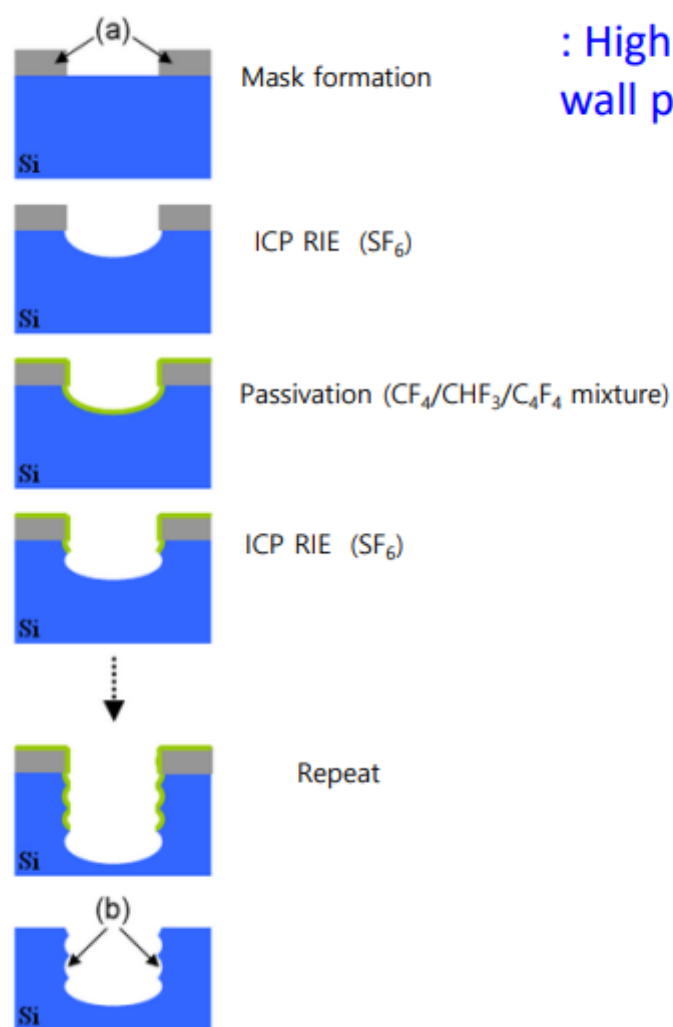 (a)
: High
wall p
Mask formation
Si
ICP RIE (SF₆)
Si
Passivation (CF₄/CHF₃/C₄F₄ mixture)
Si
ICP RIE (SF₆)
Si
Repeat
Si
(b)
Si